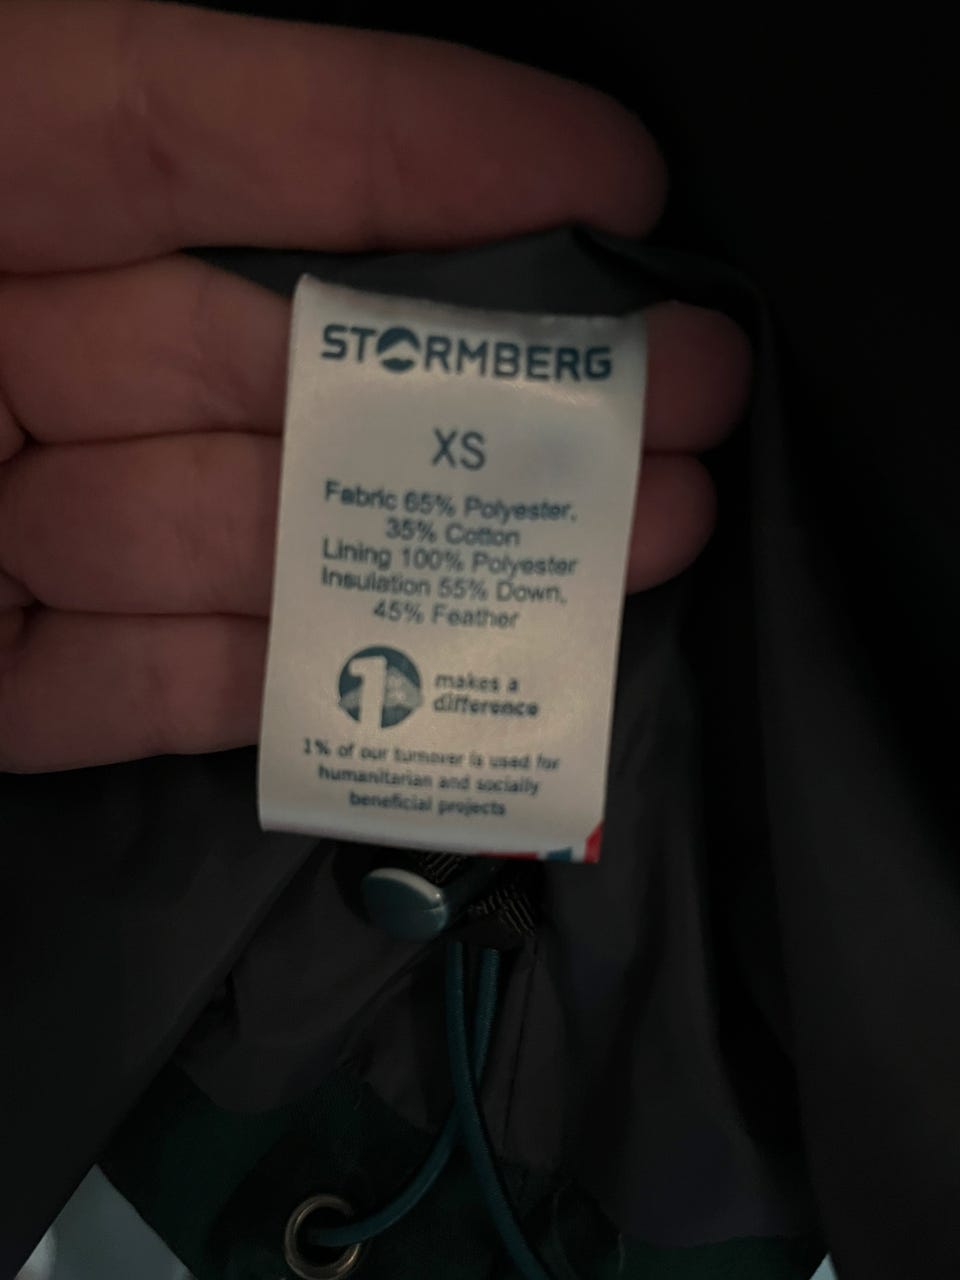 STORMBERG
XS
Fabric 65% Polyester,
35% Cotton
Lining 100% Polyester
Insulation 55% Down,
45% Feather
1 makes a
difference
1% of our turnover is used for
humanitarian and socially
beneficial projects